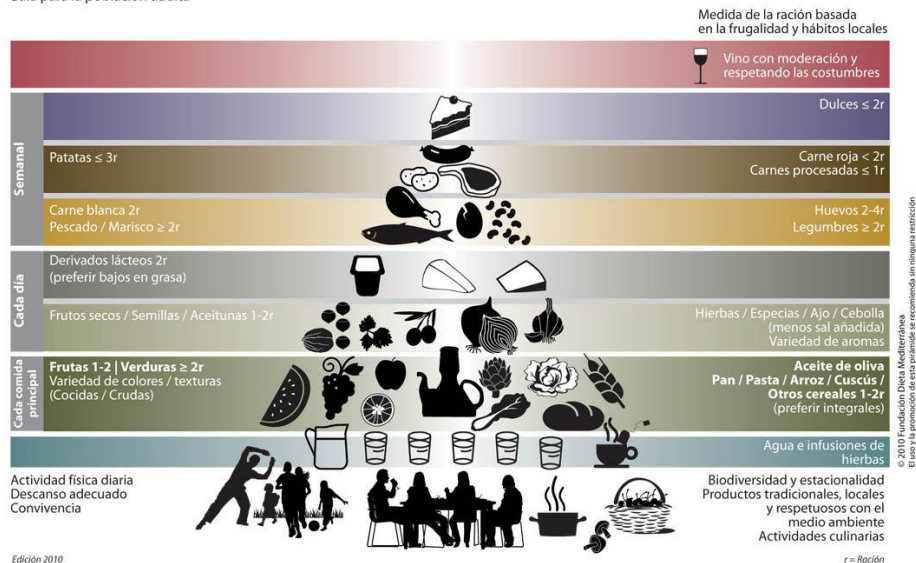 Guía para la población adulta
Medida de la ración basada
en la frugalidad y hábitos locales
Vino con moderación y
respetando las costumbres
Semanal
Dulces ≤ 2r
Patatas ≤ 3r
Carne roja < 2r
Carnes procesadas ≤ 1r
Carne blanca 2r
Pescado / Marisco ≥ 2r
Huevos 2-4r
Legumbres ≥ 2r
Cada día
Derivados lácteos 2r
(preferir bajos en grasa)
Frutos secos / Semillas / Aceitunas 1-2r
Hierbas / Especias / Ajo / Cebolla
(menos sal añadida)
Variedad de aromas
Cada comida
principal
Frutas 1-2 | Verduras ≥ 2r
Variedad de colores / texturas
(Cocidas / Crudas)
Aceite de oliva
Pan / Pasta / Arroz / Cuscús /
Otros cereales 1-2r
(preferir integrales)
Agua e infusiones de
hierbas
Actividad física diaria
Descanso adecuado
Convivencia
Biodiversidad y estacionalidad
Productos tradicionales, locales
y respetuosos con el
medio ambiente
Actividades culinarias
Edición 2010
r = Ración
© 2010 Fundación Dieta Mediterránea
El uso y la promoción de esta pirámide se recomienda sin ninguna restricción